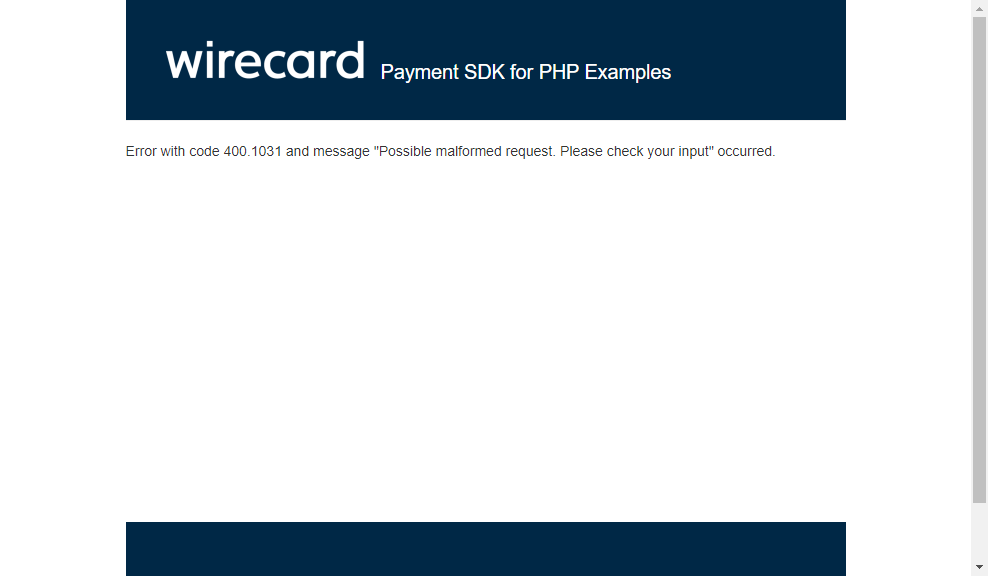 wirecard Payment SDK for PHP Examples
Error with code 400.1031 and message "Possible malformed request. Please check your input" occurred.